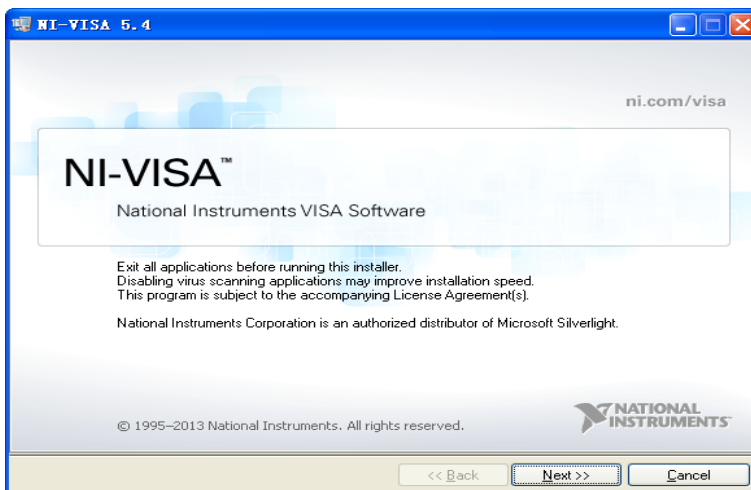 NI-VISA 5.4
ni.com/visa
NI-VISA™
National Instruments VISA Software
Exit all applications before running this installer.
Disabling virus scanning applications may improve installation speed.
This program is subject to the accompanying License Agreement(s).
National Instruments Corporation is an authorized distributor of Microsoft Silverlight.
© 1995–2013 National Instruments. All rights reserved.
NATIONAL
INSTRUMENTS™
<< Back Next >> Cancel